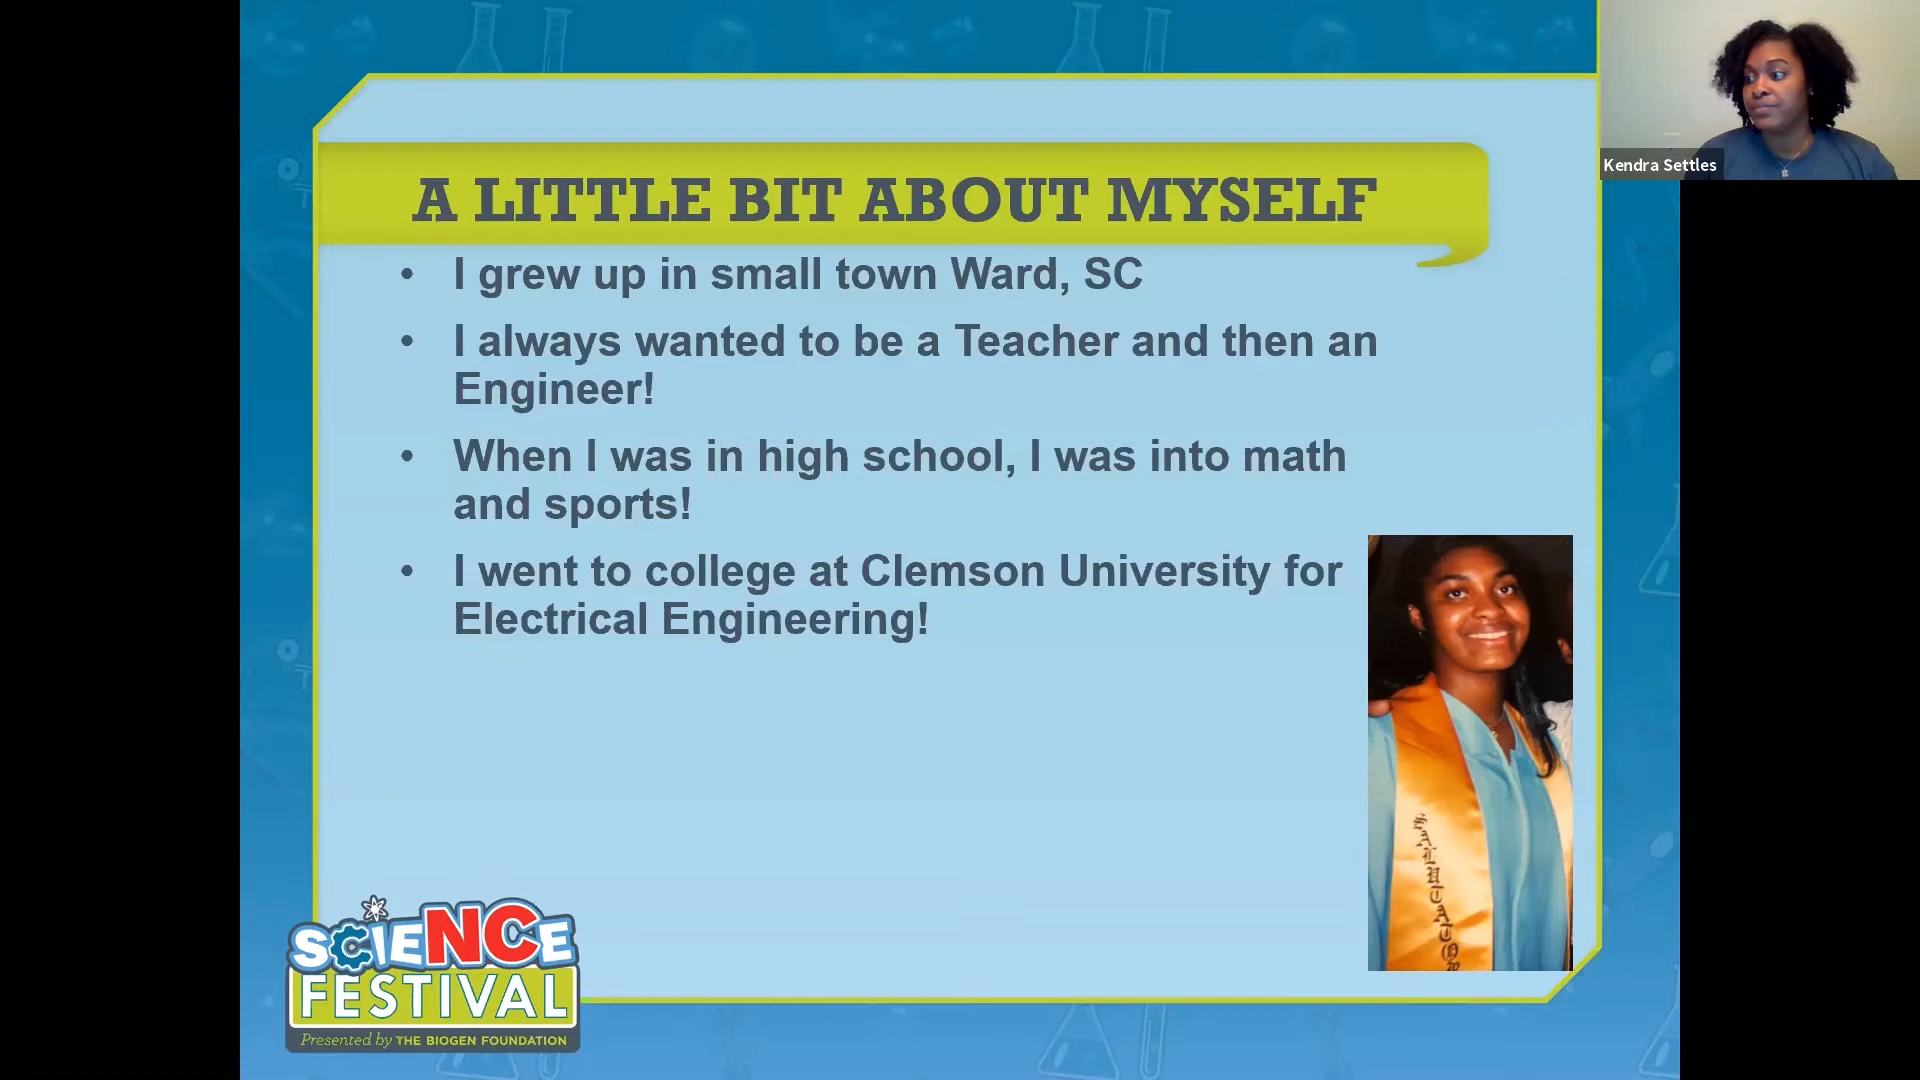 Kendra Settles
A LITTLE BIT ABOUT MYSELF
• I grew up in small town Ward, SC
• I always wanted to be a Teacher and then an
Engineer!
• When I was in high school, I was into math
and sports!
• I went to college at Clemson University for
Electrical Engineering!
SALUTATOR
SCIENCE
FESTIVAL
Presented by THE BIOGEN FOUNDATION